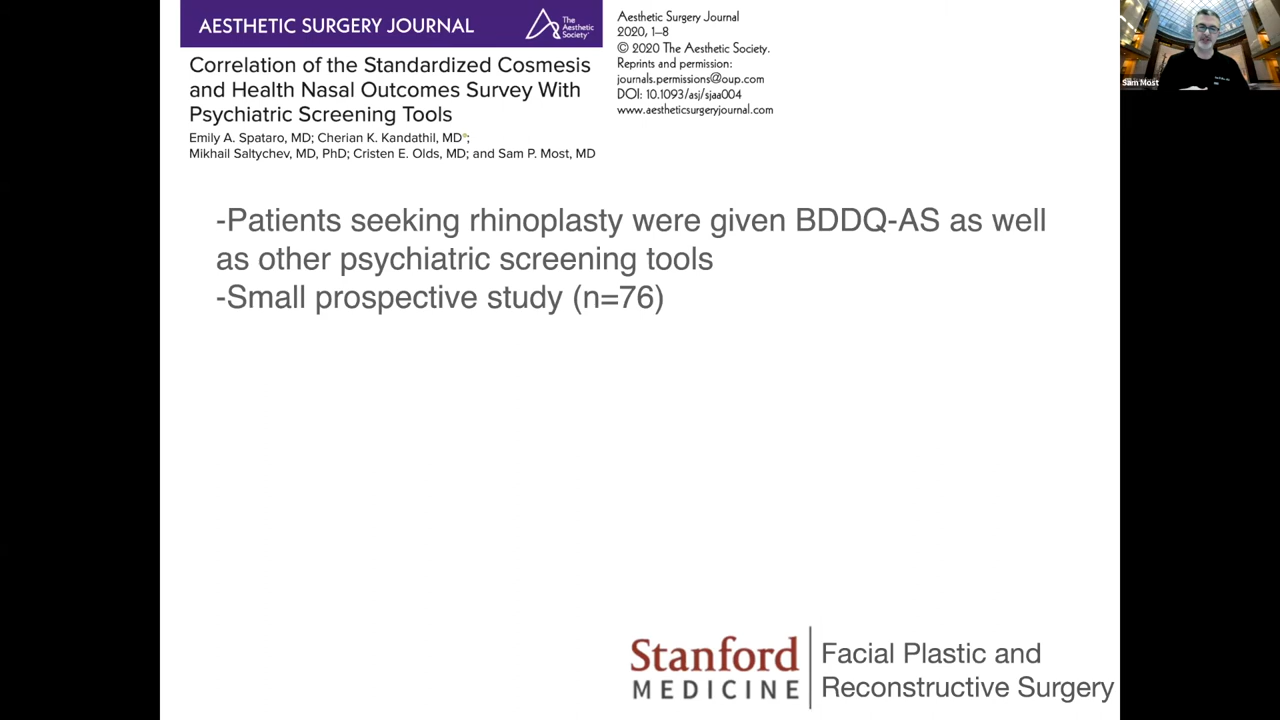 AESTHETIC SURGERY JOURNAL
The Aesthetic Society
Correlation of the Standardized Cosmesis
and Health Nasal Outcomes Survey With
Psychiatric Screening Tools
Emily A. Spataro, MD; Cherian K. Kandathil, MD;
Mikhail Saltychev, MD, PhD; Cristen E. Olds, MD; and Sam P. Most, MD
Aesthetic Surgery Journal
2020, 1–8
© 2020 The Aesthetic Society.
Reprints and permission:
journals.permissions@oup.com
DOI: 10.1093/asj/sjaa004
www.aestheticsurgeryjournal.com
Sam Most
-Patients seeking rhinoplasty were given BDDQ-AS as well
as other psychiatric screening tools
-Small prospective study (n=76)
Stanford
MEDICINE
Facial Plastic and
Reconstructive Surgery